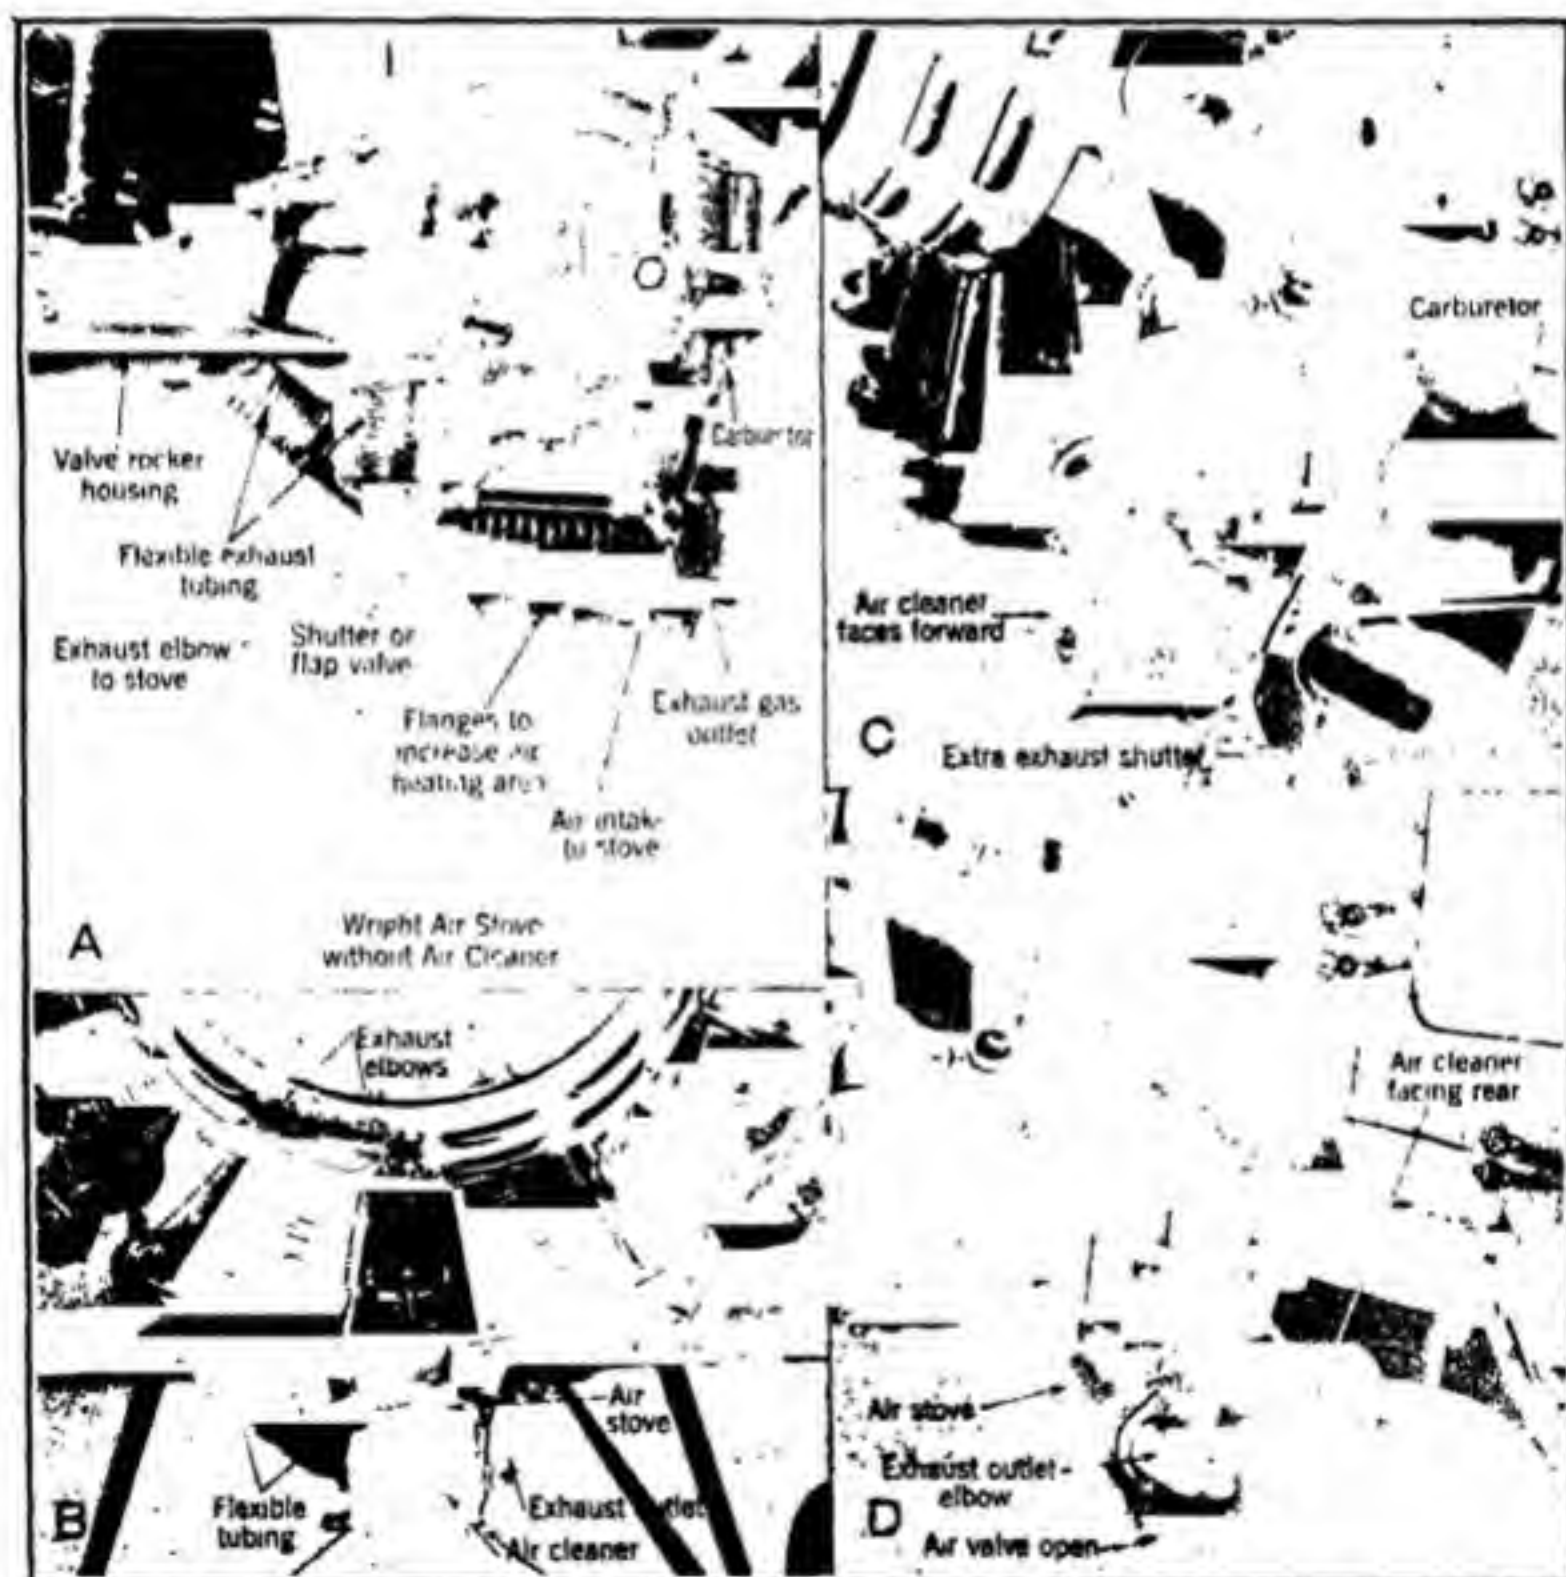 Valve rocker
housing
Flexible exhaust
tubing
Exhaust elbow
to stove
Shutter or
flap valve
Carburetor
Flanges to
increase air
heating area
Exhaust gas
outlet
Air intake
to stove
A
Wright Air Stove
without Air Cleaner
Exhaust
elbows
Air
stove
Flexible
tubing
Exhaust outlet
Air cleaner
B
Carburetor
Air cleaner
faces forward
C
Extra exhaust shutter
Air cleaner
facing rear
Air stove
Exhaust outlet-
elbow
D
Air valve open